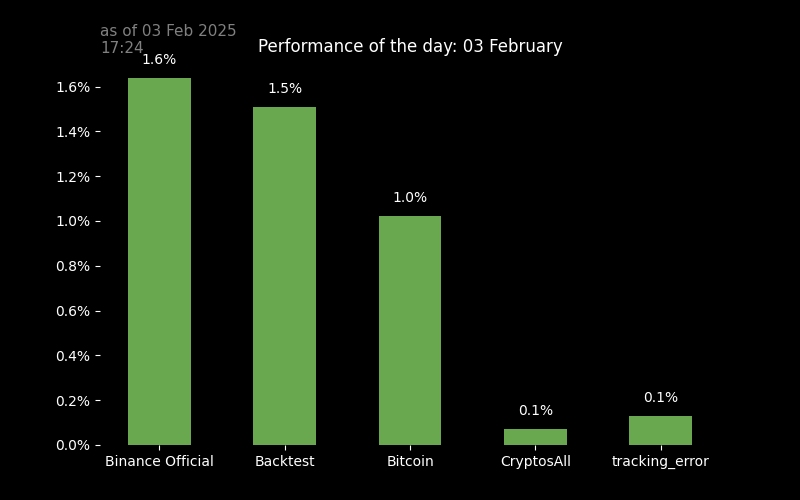 as of 03 Feb 2025
17:24
Performance of the day: 03 February
1.6%
1.5%
1.0%
0.1%
0.1%
1.6%
1.4%
1.2%
1.0%
0.8%
0.6%
0.4%
0.2%
0.0%
Binance Official
Backtest
Bitcoin
CryptosAll
tracking_error